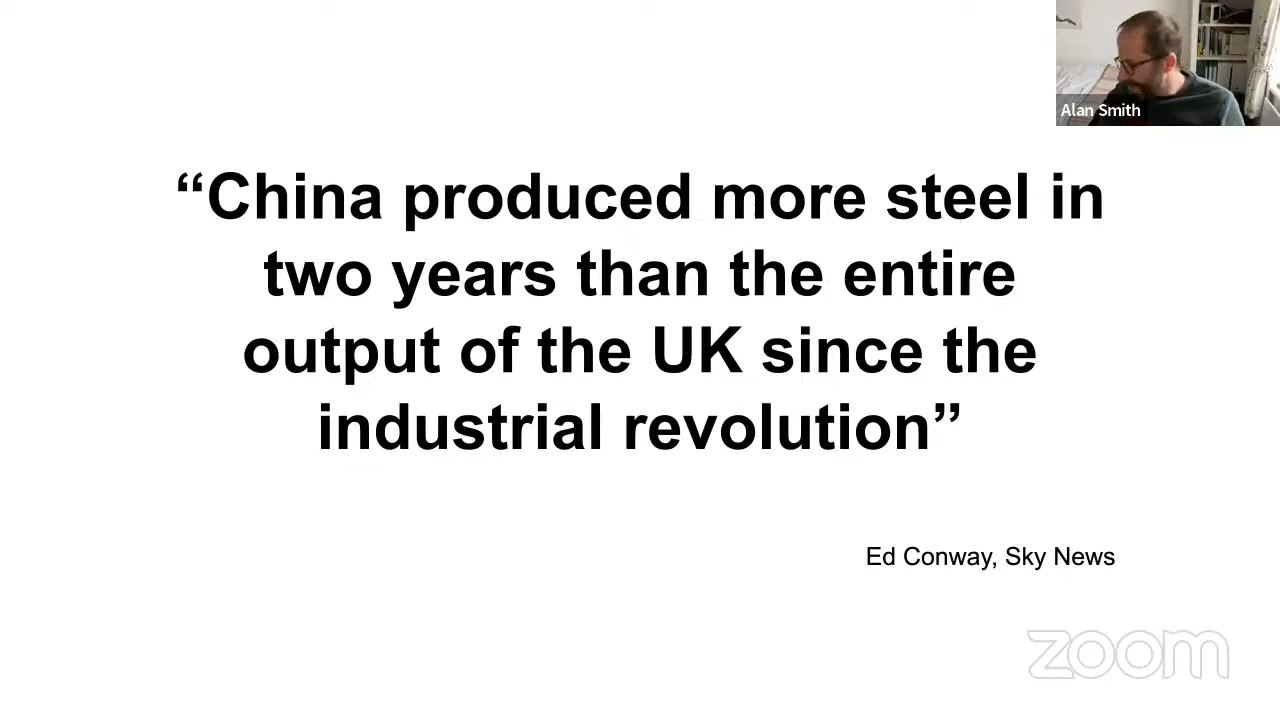 Alan Smith
“China produced more steel in
two years than the entire
output of the UK since the
industrial revolution”
Ed Conway, Sky News
zoom